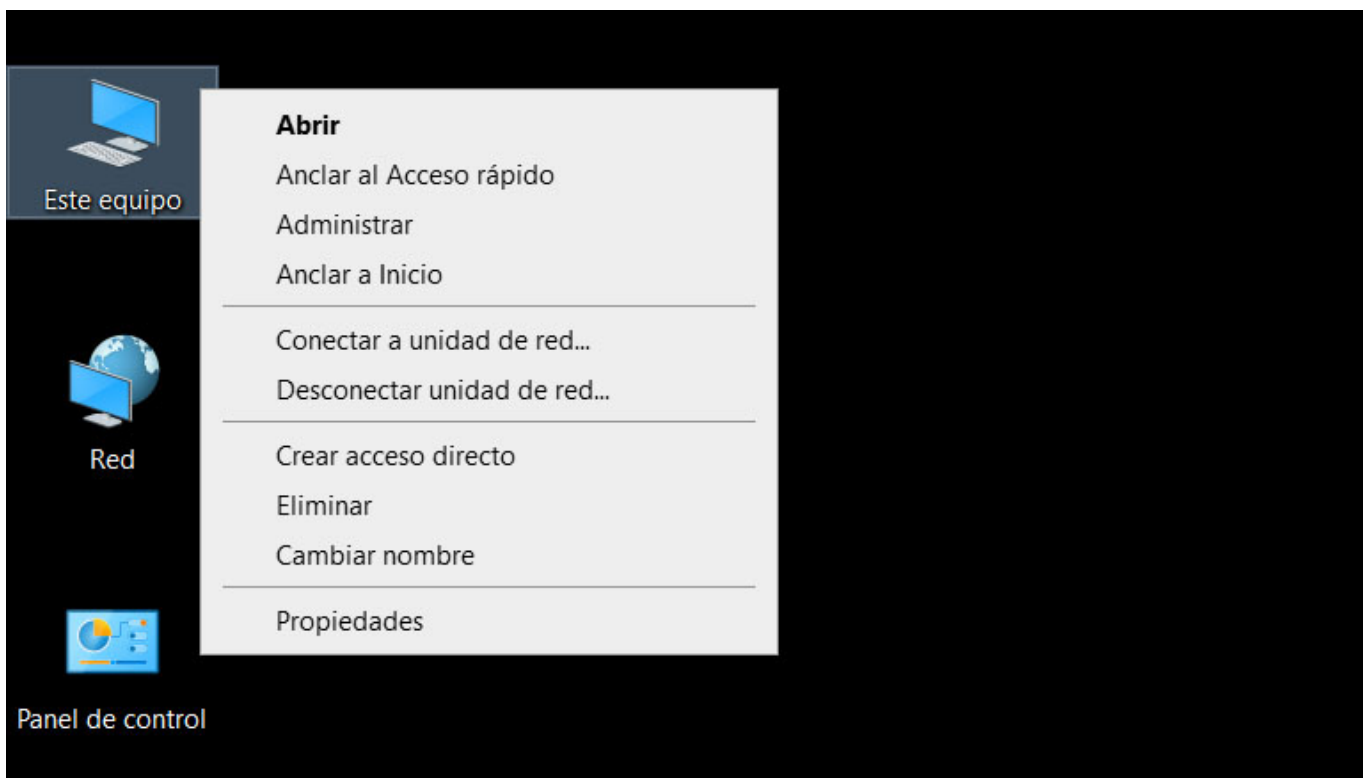 Este equipo
Abrir
Anclar al Acceso rápido
Administrar
Anclar a Inicio
Conectar a unidad de red...
Desconectar unidad de red...
Crear acceso directo
Eliminar
Cambiar nombre
Propiedades
Red
Panel de control